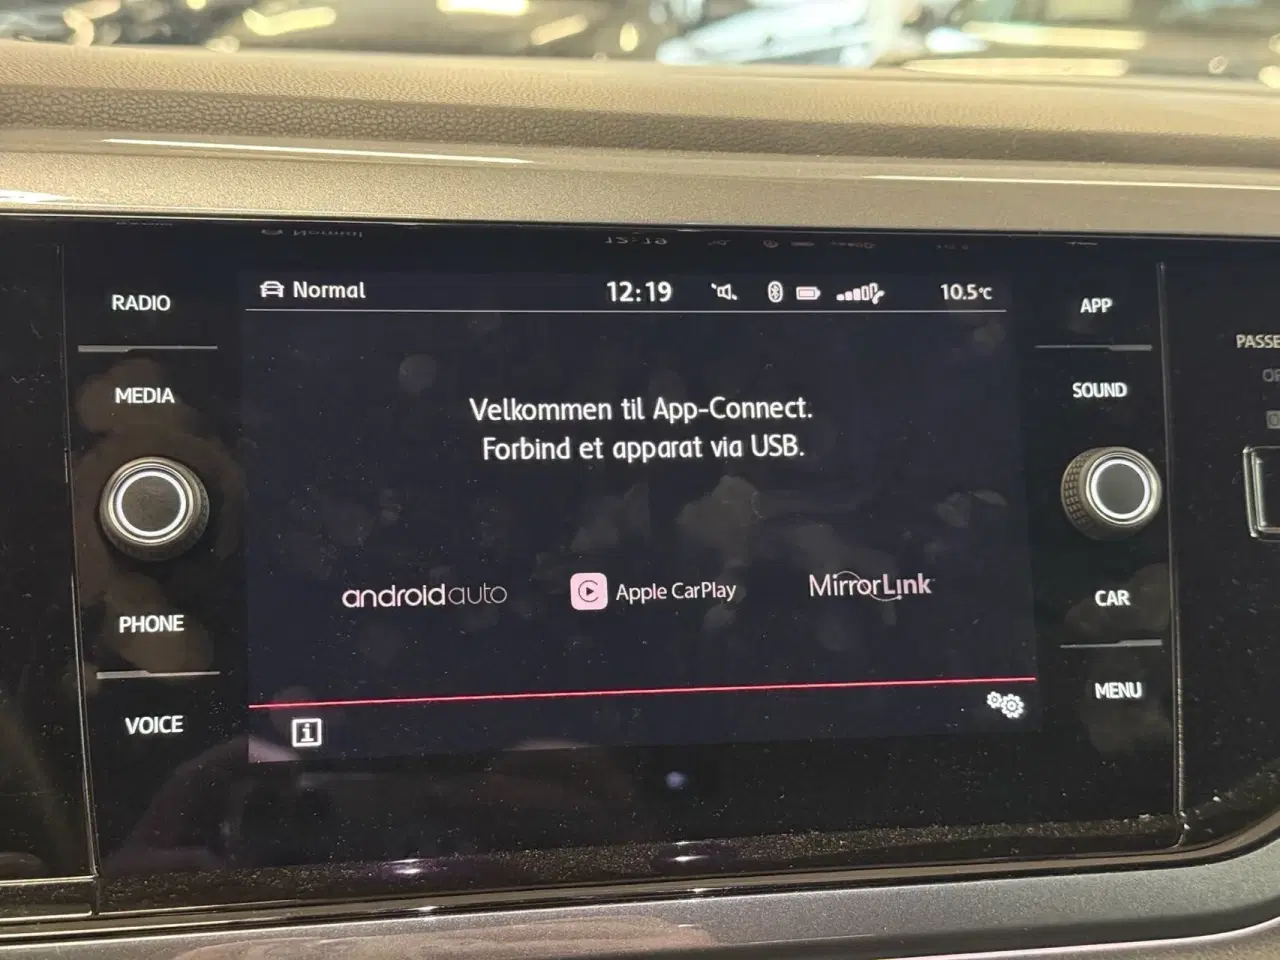 Normal 12:19 10.5°C
RADIO
MEDIA
PHONE
VOICE
Velkommen til App-Connect.
Forbind et apparat via USB.
androidauto
Apple CarPlay
MirrorLink
i
APP
SOUND
CAR
MENU
PASSE